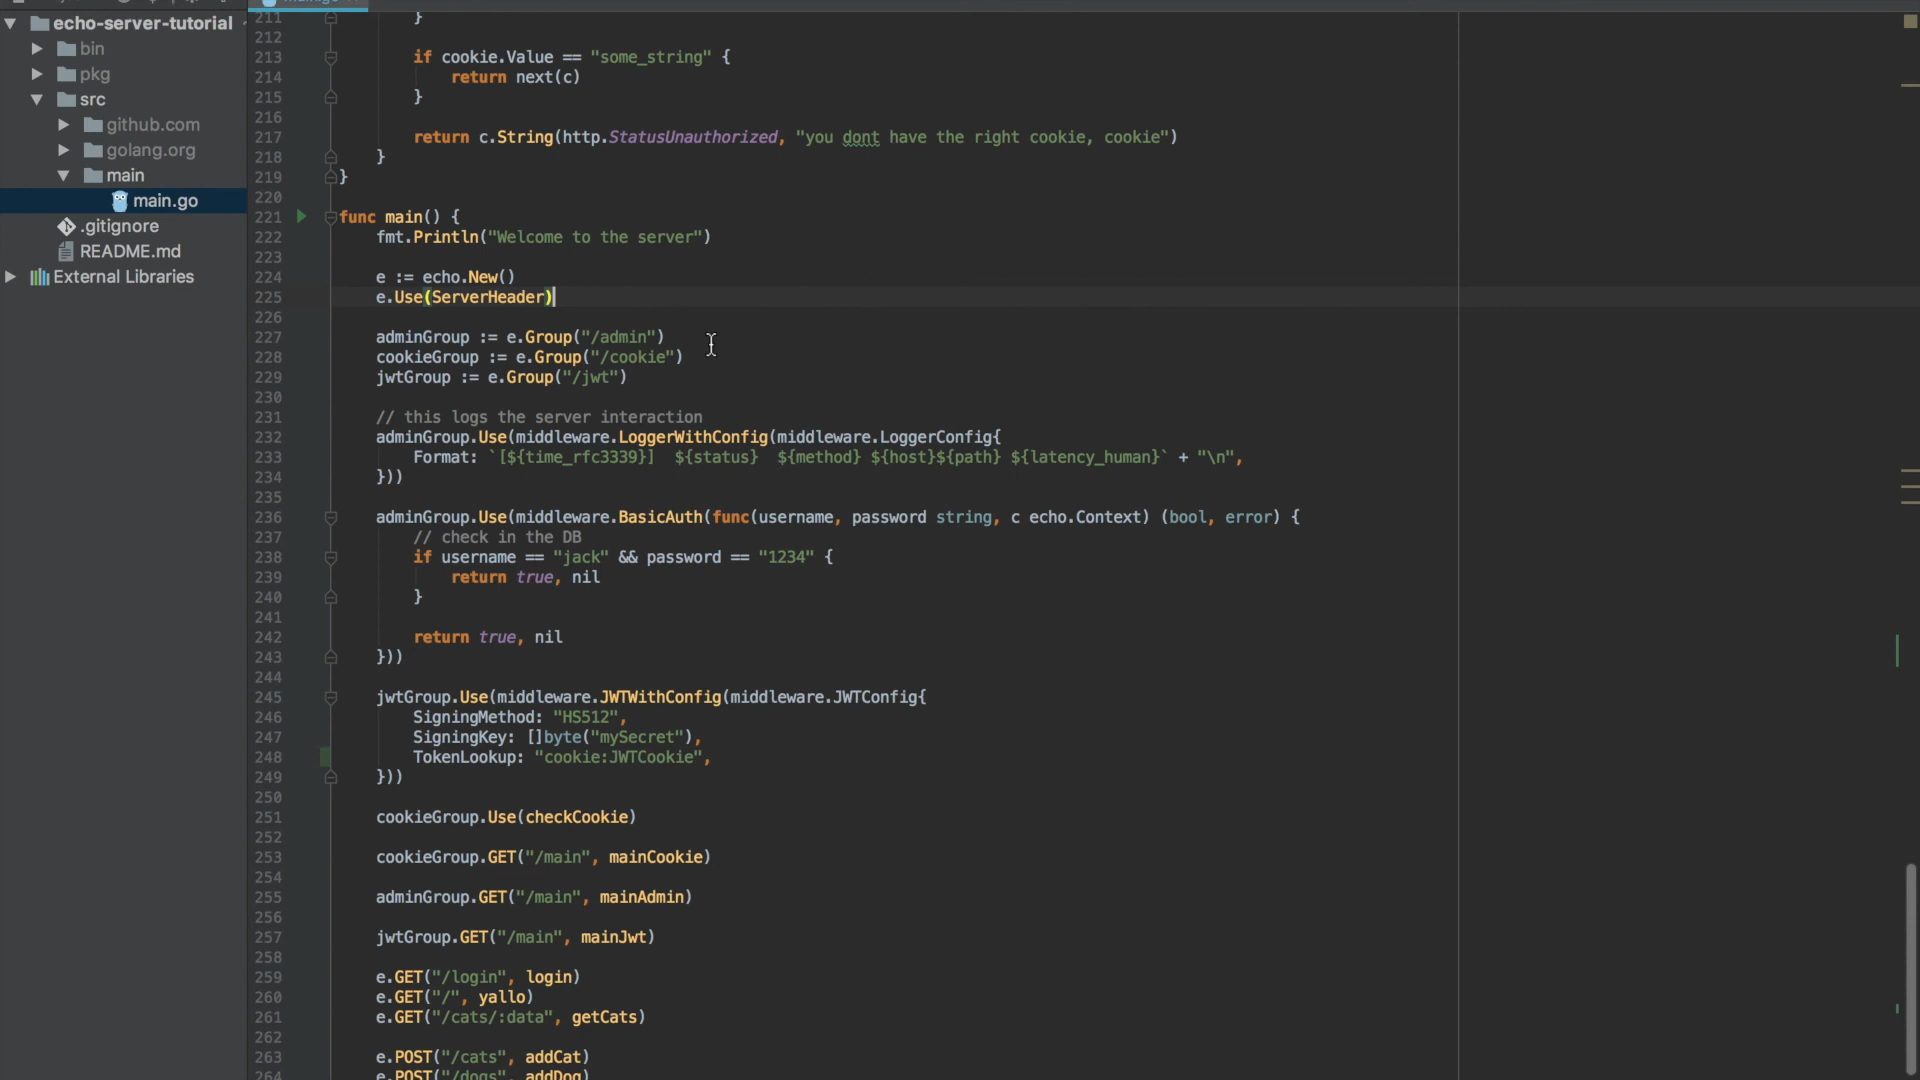 echo-server-tutorial
bin
pkg
src
github.com
golang.org
main
main.go
.gitignore
README.md
External Libraries
211 }
212
213 if cookie.Value == "some_string" {
214 return next(c)
215 }
216
217 return c.String(http.StatusUnauthorized, "you dont have the right cookie, cookie")
218 }
219 }
220
221 func main() {
222 fmt.Println("Welcome to the server")
223
224 e := echo.New()
225 e.Use(ServerHeader)
226
227 adminGroup := e.Group("/admin")
228 cookieGroup := e.Group("/cookie")
229 jwtGroup := e.Group("/jwt")
230
231 // this logs the server interaction
232 adminGroup.Use(middleware.LoggerWithConfig(middleware.LoggerConfig{
233 Format: `[${time_rfc3339}]  ${status}  ${method} ${host}${path} ${latency_human}` + "\n",
234 }))
235
236 adminGroup.Use(middleware.BasicAuth(func(username, password string, c echo.Context) (bool, error) {
237 // check in the DB
238 if username == "jack" && password == "1234" {
239 return true, nil
240 }
241
242 return true, nil
243 }))
244
245 jwtGroup.Use(middleware.JWTWithConfig(middleware.JWTConfig{
246 SigningMethod: "HS512",
247 SigningKey: []byte("mySecret"),
248 TokenLookup: "cookie:JWTCookie",
249 }))
250
251 cookieGroup.Use(checkCookie)
252
253 cookieGroup.GET("/main", mainCookie)
254
255 adminGroup.GET("/main", mainAdmin)
256
257 jwtGroup.GET("/main", mainJwt)
258
259 e.GET("/login", login)
260 e.GET("/", yallo)
261 e.GET("/cats/:data", getCats)
262
263 e.POST("/cats", addCat)
264 e.POST("/dogs", addDog)